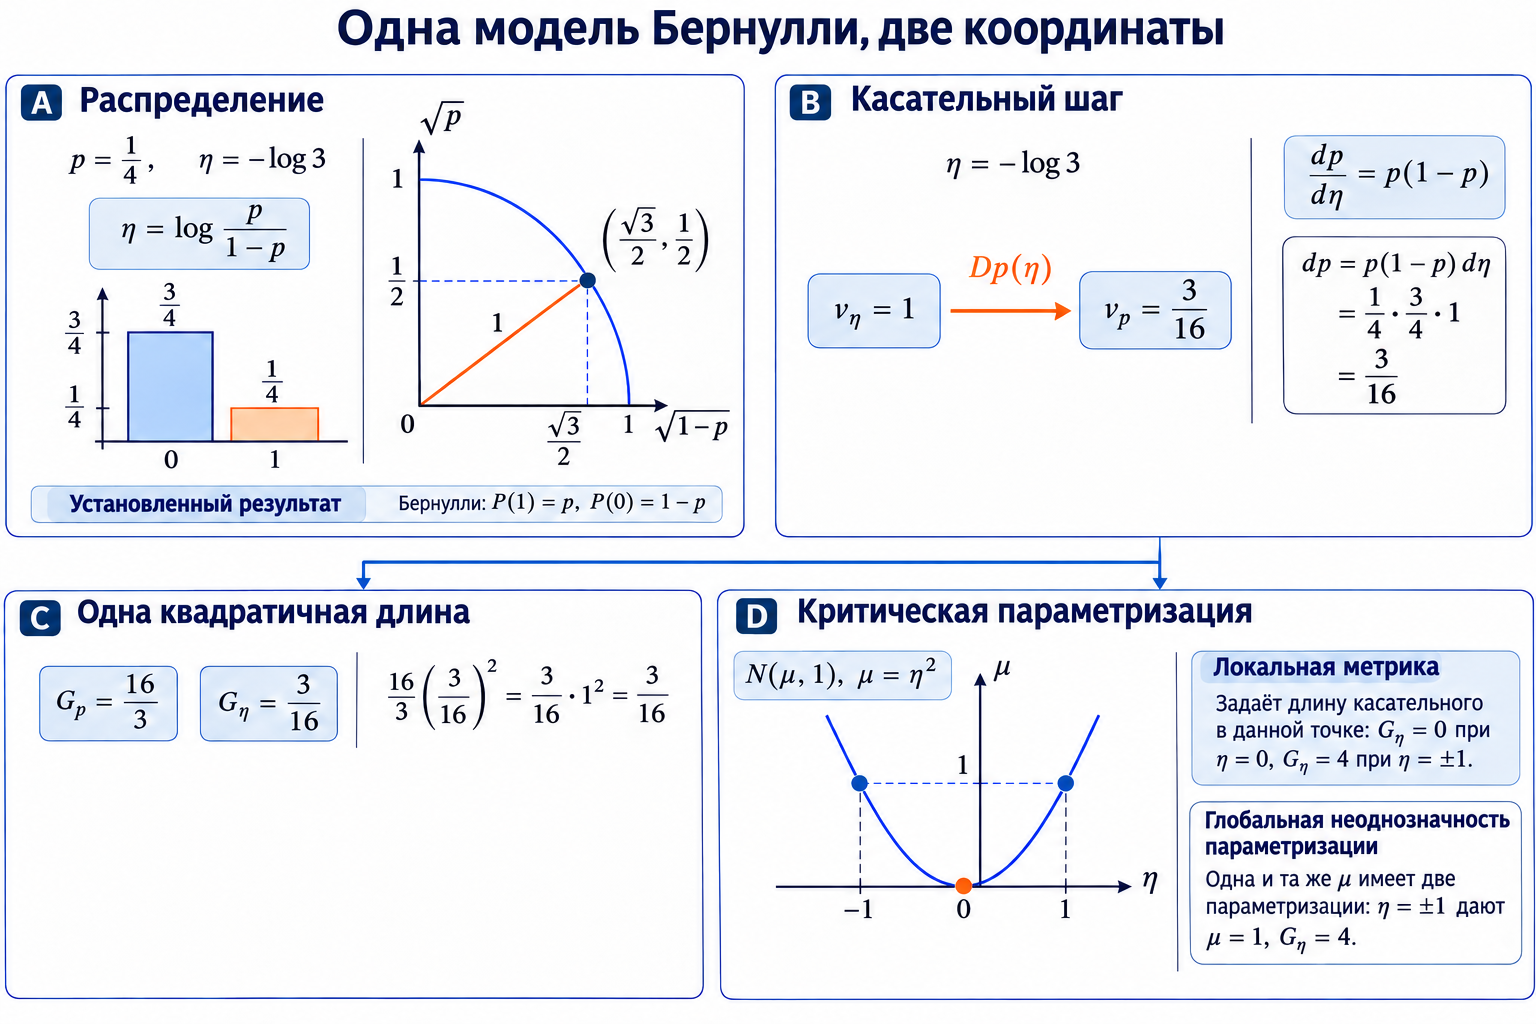 Одна модель Бернулли, две координаты
A Распределение
p = 1/4, η = −log 3
η = log p/(1 − p)
3/4
1/4
3/4
1/4
0 1
√p
1
1/2
0
1
(√3/2, 1/2)
√3/2
1
√(1−p)
Установленный результат
Бернулли: P(1) = p, P(0) = 1 − p
B Касательный шаг
η = −log 3
v_η = 1
Dp(η)
v_p = 3/16
dp/dη = p(1 − p)
dp = p(1 − p) dη
= 1/4 · 3/4 · 1
= 3/16
C Одна квадратичная длина
G_p = 16/3
G_η = 3/16
16/3 (3/16)² = 3/16 · 1² = 3/16
D Критическая параметризация
N(μ, 1), μ = η²
μ
1
−1 0 1
η
Локальная метрика
Задаёт длину касательного
в данной точке: G_η = 0 при
η = 0, G_η = 4 при η = ±1.
Глобальная неоднозначность
параметризации
Одна и та же μ имеет две
параметризации: η = ±1 дают
μ = 1, G_η = 4.